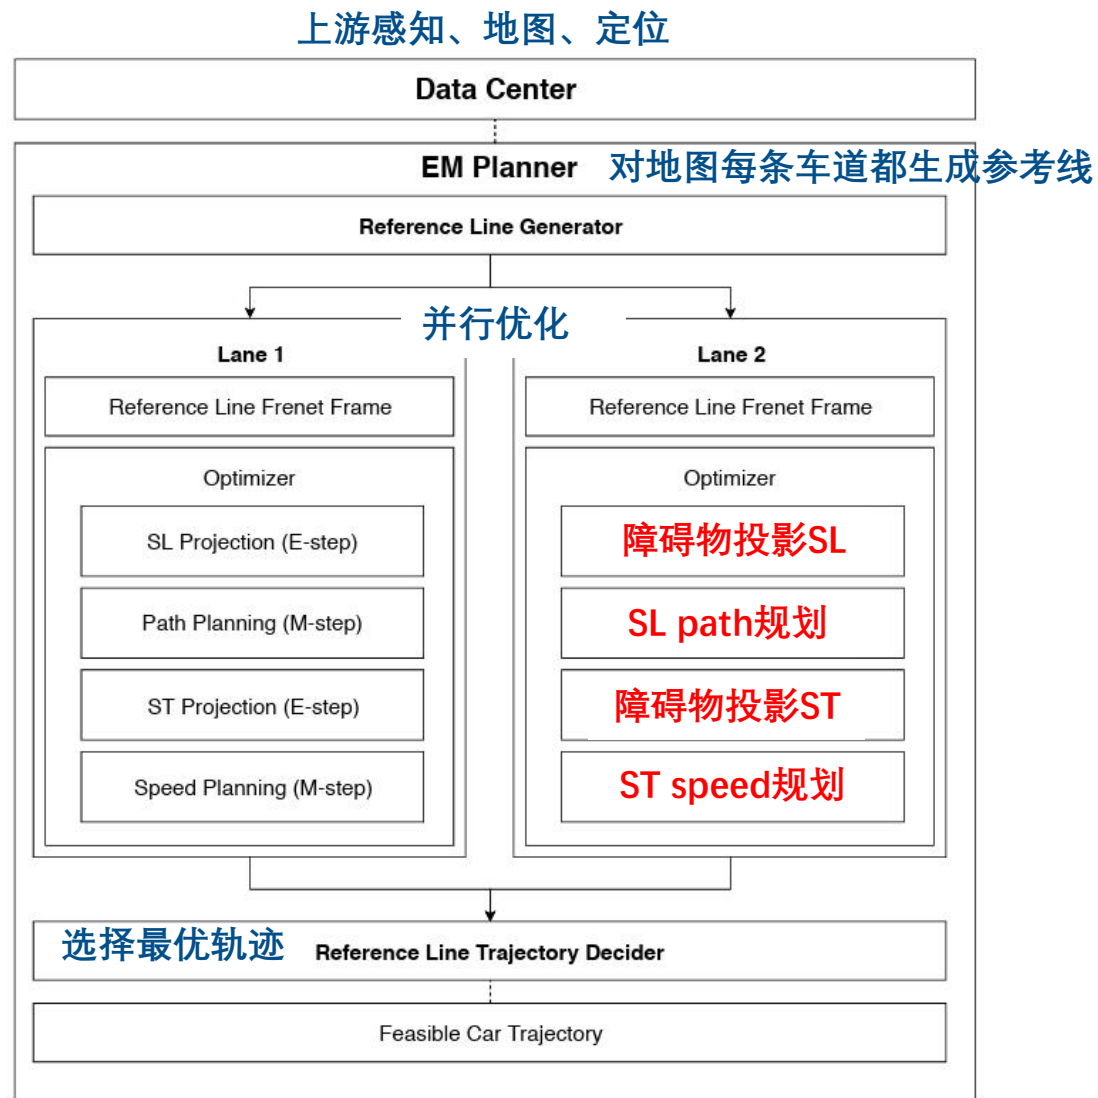 上游感知、地图、定位
Data Center
EM Planner
对地图每条车道都生成参考线
Reference Line Generator
并行优化
Lane 1
Reference Line Frenet Frame
Optimizer
SL Projection (E-step)
Path Planning (M-step)
ST Projection (E-step)
Speed Planning (M-step)
Lane 2
Reference Line Frenet Frame
Optimizer
障碍物投影SL
SL path规划
障碍物投影ST
ST speed规划
选择最优轨迹
Reference Line Trajectory Decider
Feasible Car Trajectory